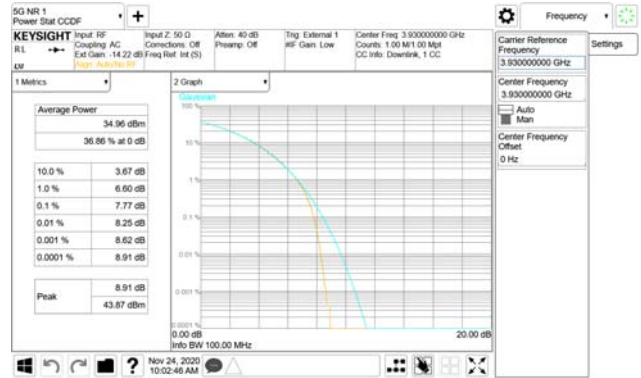 5G NR 1
Power Stat CCDF
Frequency
KEYSIGHT
RL
LXI
Input: RF
Coupling: AC
Ext Gain: -14.22 dB
Align: Auto/No RF
Input Z: 50 Ω
Corrections: Off
Freq Ref: Int (S)
Atten: 40 dB
Preamp: Off
Trig: External 1
#IF Gain: Low
Center Freq: 3.930000000 GHz
Counts: 1.00 M/1.00 Mpt
CC Info: Downlink, 1 CC
Carrier Reference
Frequency
3.930000000 GHz
Settings
Center Frequency
3.930000000 GHz
Auto
Man
Center Frequency
Offset
0 Hz
1 Metrics
Average Power
34.96 dBm
36.86 % at 0 dB
10.0 % 3.67 dB
1.0 % 6.60 dB
0.1 % 7.77 dB
0.01 % 8.25 dB
0.001 % 8.62 dB
0.0001 % 8.91 dB
Peak
8.91 dB
43.87 dBm
2 Graph
Gaussian
100 %
10 %
1 %
0.1 %
0.01 %
0.001 %
0.0001 %
0.00 dB
20.00 dB
Info BW 100.00 MHz
Nov 24, 2020
10:02:46 AM